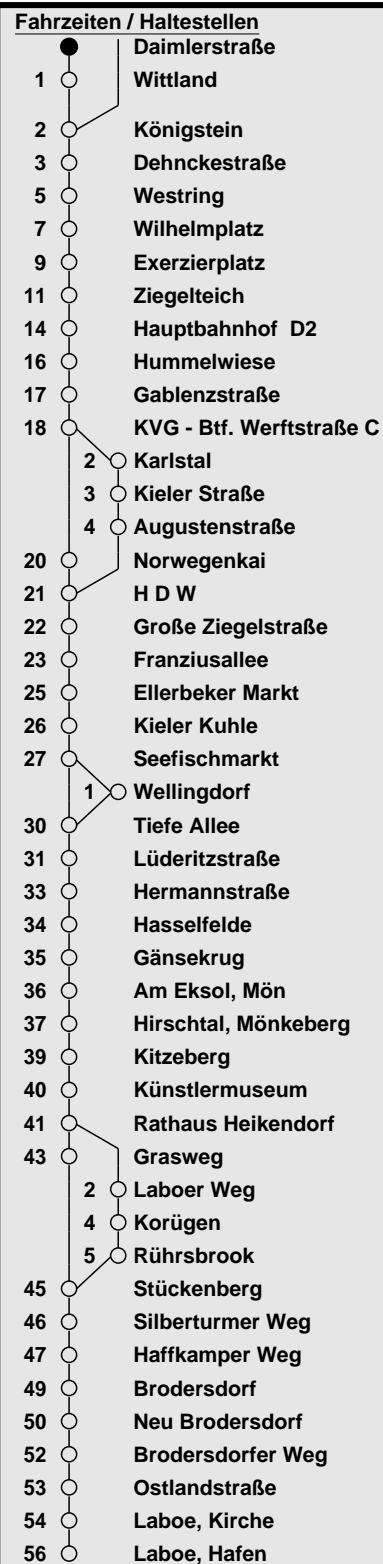 Fahrzeiten / Haltestellen
Daimlerstraße
1 Wittland
2 Königstein
3 Dehnckestraße
5 Westring
7 Wilhelmplatz
9 Exerzierplatz
11 Ziegelteich
14 Hauptbahnhof D2
16 Hummelwiese
17 Gablenzstraße
18 KVG - Btf. Werftstraße C
2 Karlstal
3 Kieler Straße
4 Augustenstraße
20 Norwegenkai
21 H D W
22 Große Ziegelstraße
23 Franziusallee
25 Ellerbeker Markt
26 Kieler Kuhle
27 Seefischmarkt
1 Wellingdorf
30 Tiefe Allee
31 Lüderitzstraße
33 Hermannstraße
34 Hasselfelde
35 Gänsekrug
36 Am Eksol, Mön
37 Hirschtal, Mönkeberg
39 Kitzeberg
40 Künstlermuseum
41 Rathaus Heikendorf
43 Grasweg
2 Laboer Weg
4 Korügen
5 Rührsbrook
45 Stückenberg
46 Silberturmer Weg
47 Haffkamper Weg
49 Brodersdorf
50 Neu Brodersdorf
52 Brodersdorfer Weg
53 Ostlandstraße
54 Laboe, Kirche
56 Laboe, Hafen